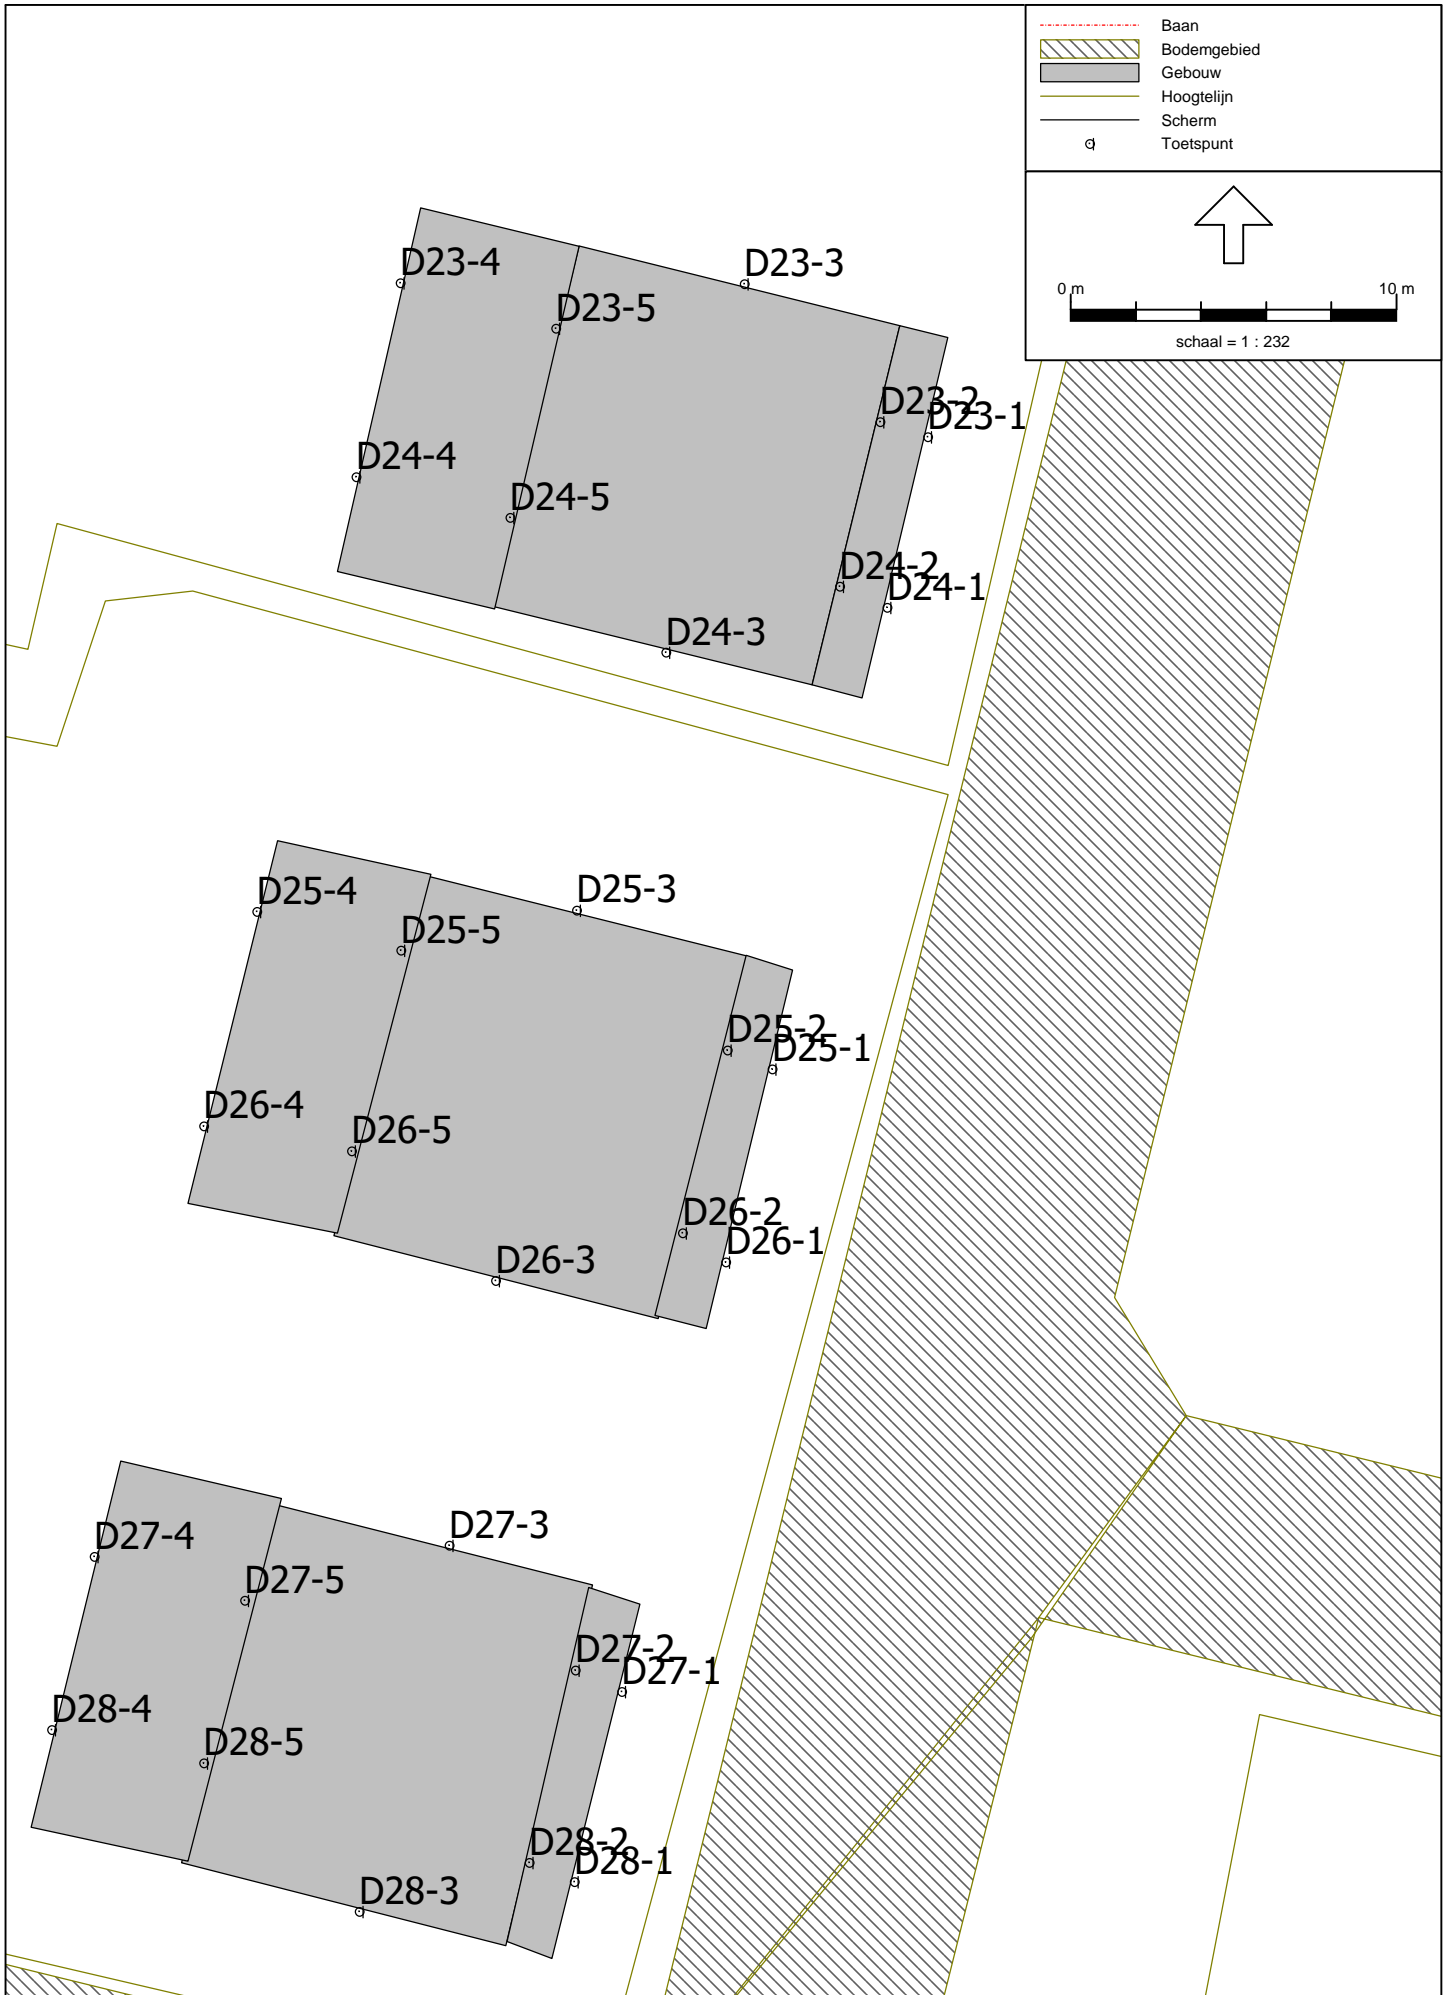 Baan
Bodemgebied
Gebouw
Hoogtelijn
Scherm
Toetspunt
0 m
10 m
schaal = 1 : 232
D23-4
D23-3
D23-5
D23-2
D23-1
D24-4
D24-5
D24-2
D24-1
D24-3
D25-4
D25-3
D25-5
D25-2
D25-1
D26-4
D26-5
D26-2
D26-1
D26-3
D27-4
D27-3
D27-5
D27-2
D27-1
D28-4
D28-5
D28-2
D28-1
D28-3